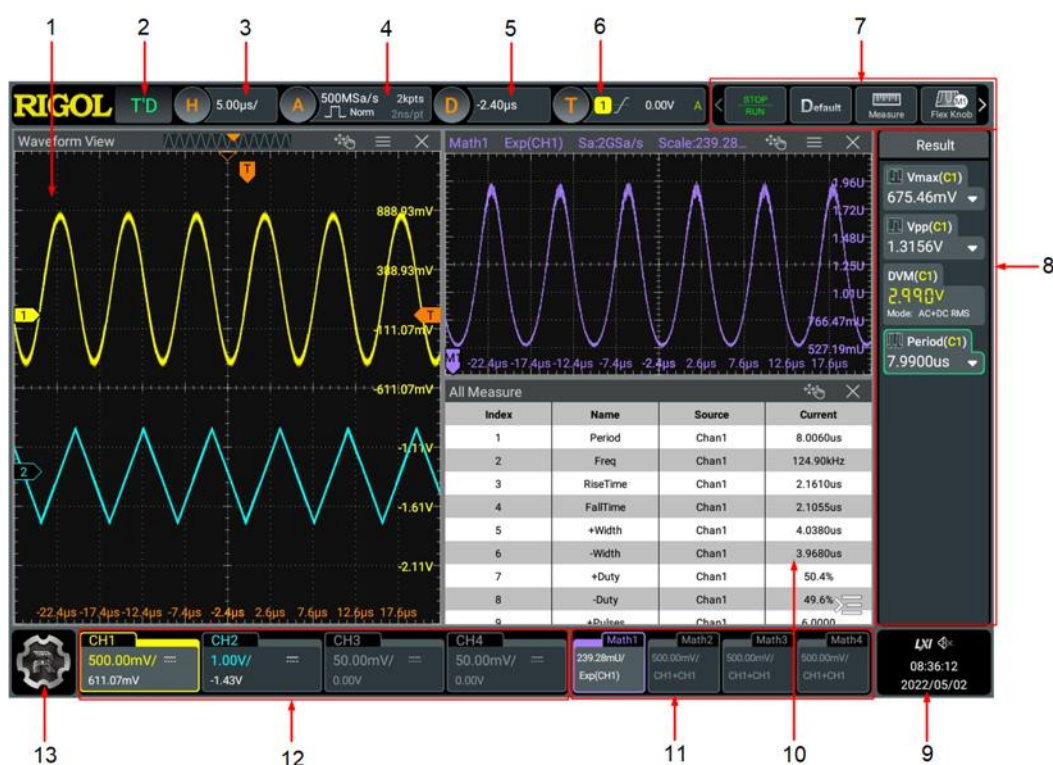 1 2 3 4 5 6 7
RIGOL T'D H 5.00μs/ A 500MSa/s 2kpts D -2.40μs T 1 0.00V A < STOP RUN Default Measure Flex Knob >
Norm 2ns/pt
M1
Waveform View
T
888.93mV
388.93mV
1 T
-111.07mV
-611.07mV
-1.11V
2
-1.61V
-2.11V
-22.4μs -17.4μs -12.4μs -7.4μs -2.4μs 2.6μs 7.6μs 12.6μs 17.6μs
Math1 Exp(CH1) Sa:2GSa/s Scale:239.28...
1.96U
1.72U
1.48U
1.25U
1.01U
766.47mU
527.19mU
M1 -22.4μs -17.4μs -12.4μs -7.4μs -2.4μs 2.6μs 7.6μs 12.6μs 17.6μs
All Measure
Index Name Source Current
1 Period Chan1 8.0060us
2 Freq Chan1 124.90kHz
3 RiseTime Chan1 2.1610us
4 FallTime Chan1 2.1055us
5 +Width Chan1 4.0380us
6 -Width Chan1 3.9680us
7 +Duty Chan1 50.4%
8 -Duty Chan1 49.6%
9 +Pulses Chan1 6.0000
Result
Vmax(C1)
675.46mV
Vpp(C1)
1.3156V
DVM(C1)
2.990V
Mode: AC+DC RMS
Period(C1)
7.9900us
8
CH1 CH2 CH3 CH4 Math1 Math2 Math3 Math4
500.00mV/ 1.00V/ 50.00mV/ 50.00mV/ 239.28mU/ 500.00mV/ 500.00mV/ 500.00mV/
611.07mV -1.43V 0.00V 0.00V Exp(CH1) CH1+CH1 CH1+CH1 CH1+CH1
LXI
08:36:12
2022/05/02
13 12 11 10 9